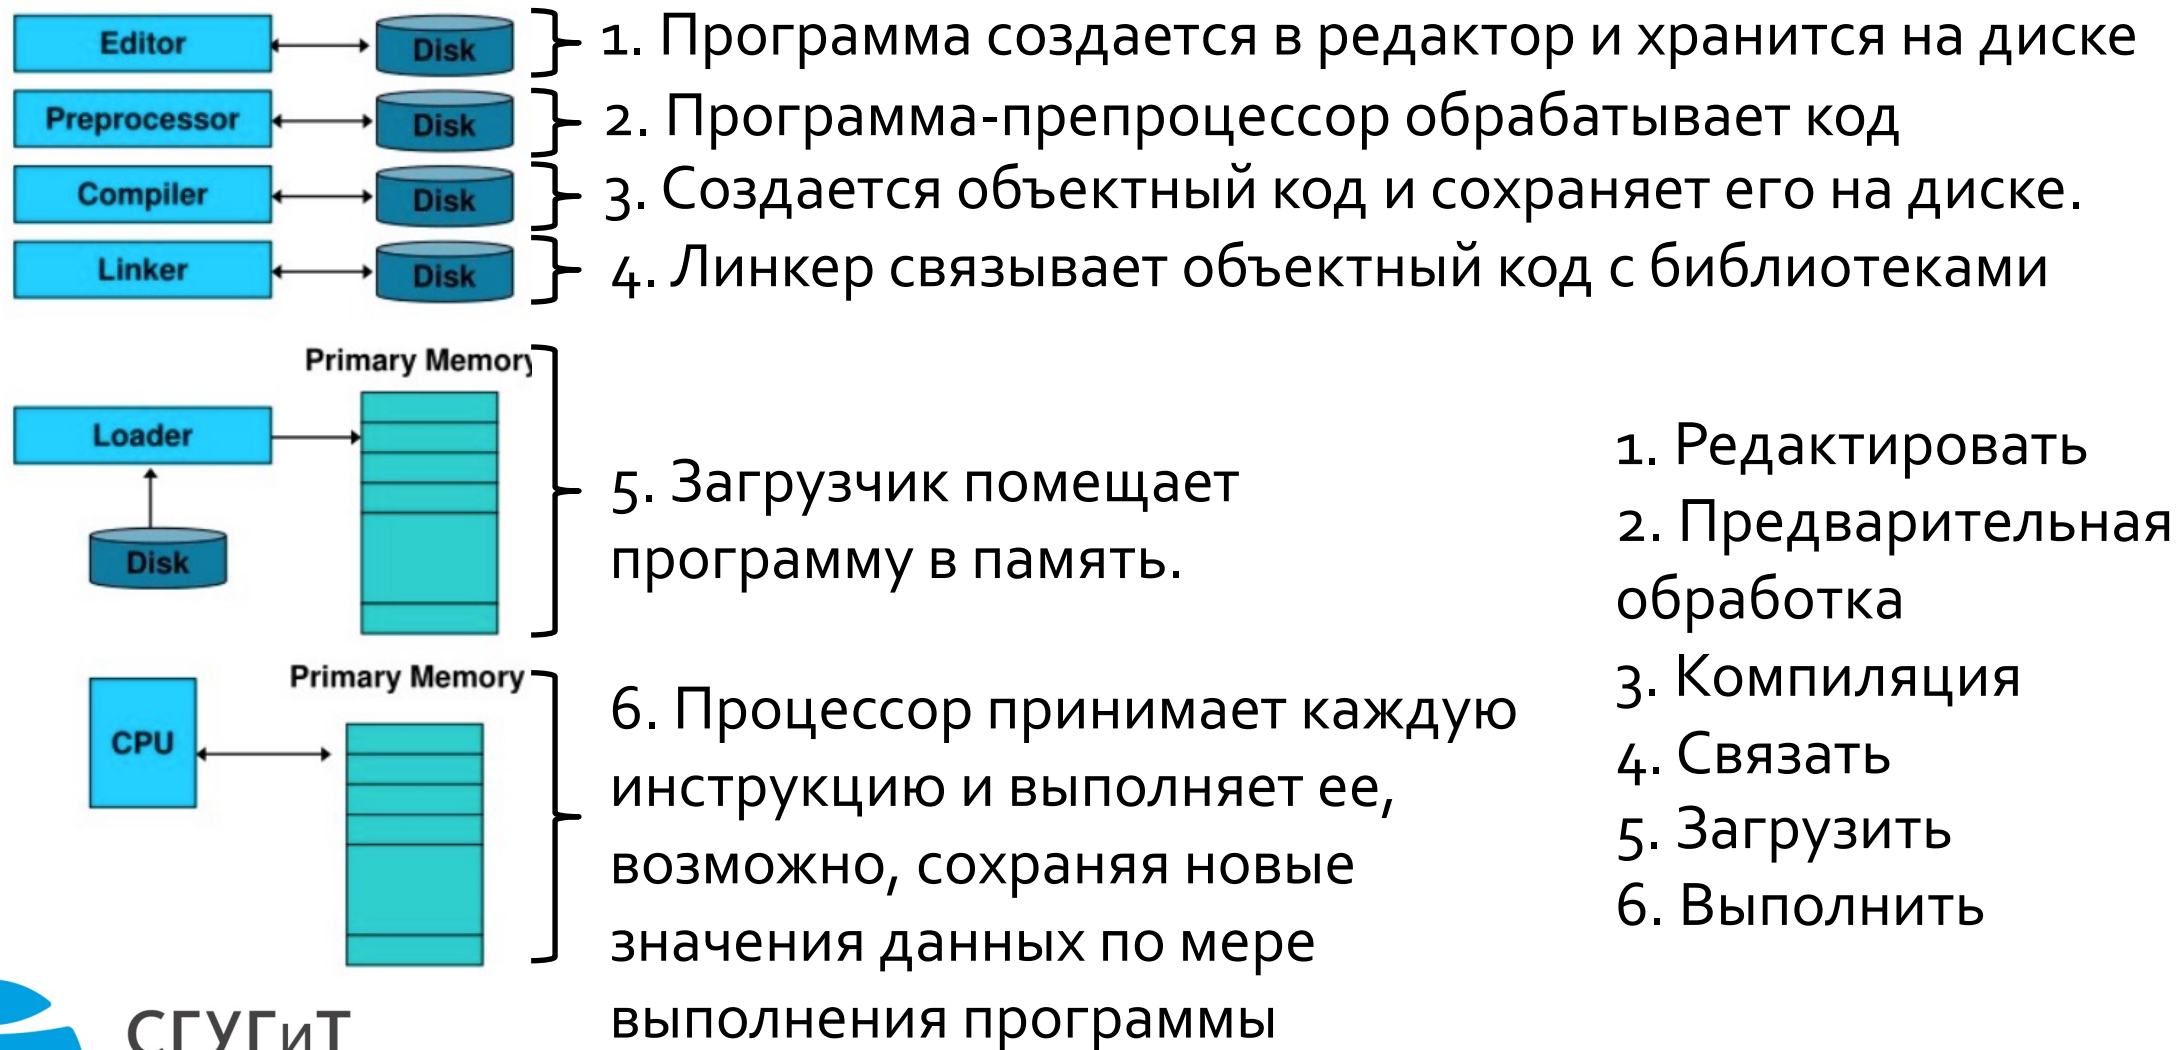 Editor
Disk
1. Программа создается в редактор и хранится на диске
Preprocessor
Disk
2. Программа-препроцессор обрабатывает код
Compiler
Disk
3. Создается объектный код и сохраняет его на диске.
Linker
Disk
4. Линкер связывает объектный код с библиотеками
Primary Memory
Loader
Disk
5. Загрузчик помещает
программу в память.
Primary Memory
CPU
6. Процессор принимает каждую
инструкцию и выполняет ее,
возможно, сохраняя новые
значения данных по мере
выполнения программы
1. Редактировать
2. Предварительная
обработка
3. Компиляция
4. Связать
5. Загрузить
6. Выполнить
СГУГиТ